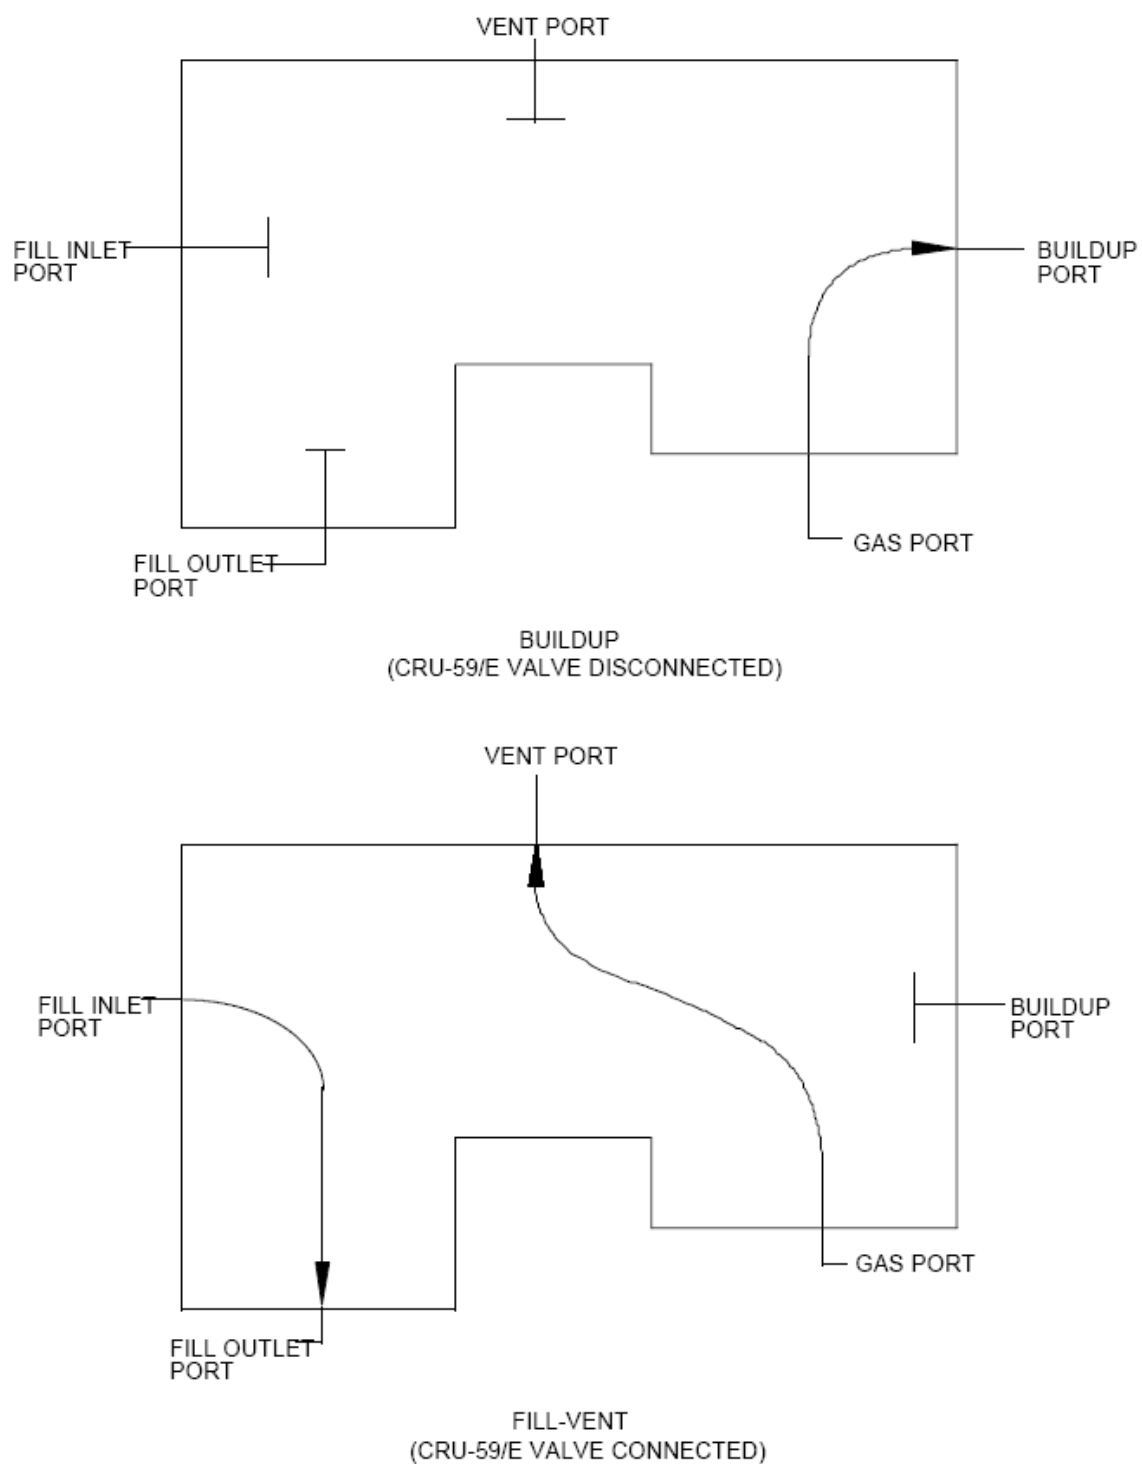 VENT PORT
FILL INLET
PORT
BUILDUP
PORT
GAS PORT
FILL OUTLET
PORT
BUILDUP
(CRU-59/E VALVE DISCONNECTED)
VENT PORT
FILL INLET
PORT
BUILDUP
PORT
GAS PORT
FILL OUTLET
PORT
FILL-VENT
(CRU-59/E VALVE CONNECTED)